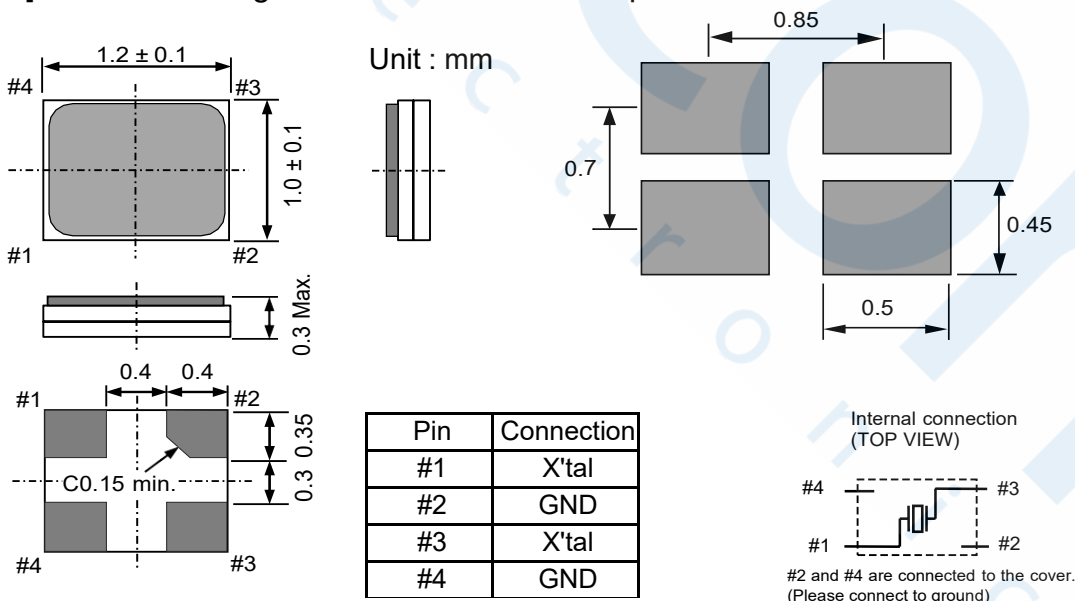 1.2 ± 0.1
#4
#3
1.0 ± 0.1
#1
#2
Unit : mm
0.85
0.7
0.45
0.5
0.3 Max.
0.4
0.4
#1
#2
0.35
0.3
C0.15 min.
#4
#3
Pin Connection
#1 X'tal
#2 GND
#3 X'tal
#4 GND
Internal connection
(TOP VIEW)
#4
#3
#1
#2
#2 and #4 are connected to the cover.
(Please connect to ground)